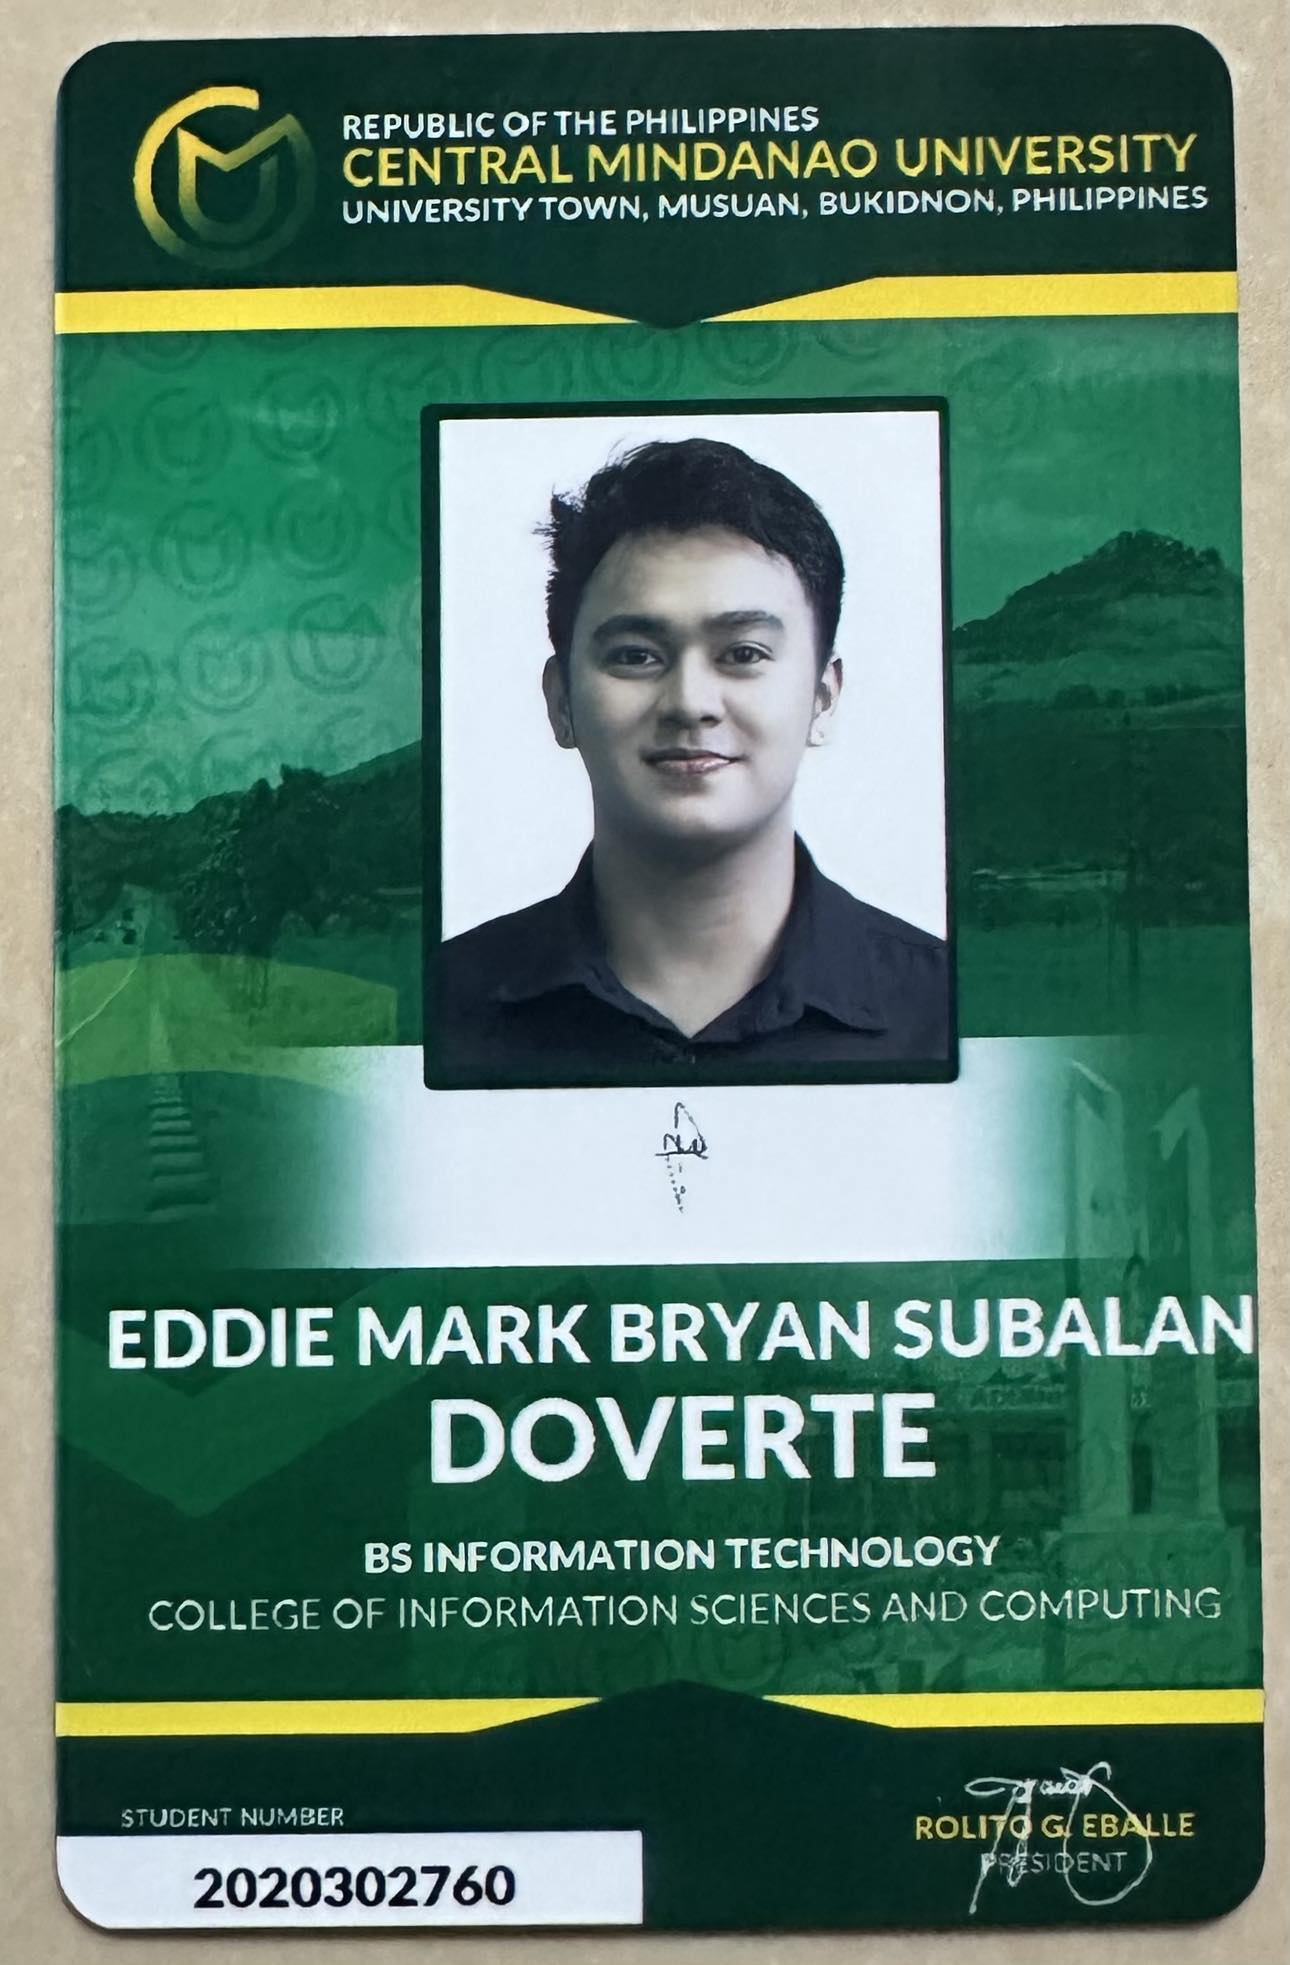 REPUBLIC OF THE PHILIPPINES
CENTRAL MINDANAO UNIVERSITY
UNIVERSITY TOWN, MUSUAN, BUKIDNON, PHILIPPINES
EDDIE MARK BRYAN SUBALAN
DOVERTE
BS INFORMATION TECHNOLOGY
COLLEGE OF INFORMATION SCIENCES AND COMPUTING
STUDENT NUMBER
2020302760
ROLITO G. EBALLE
PRESIDENT